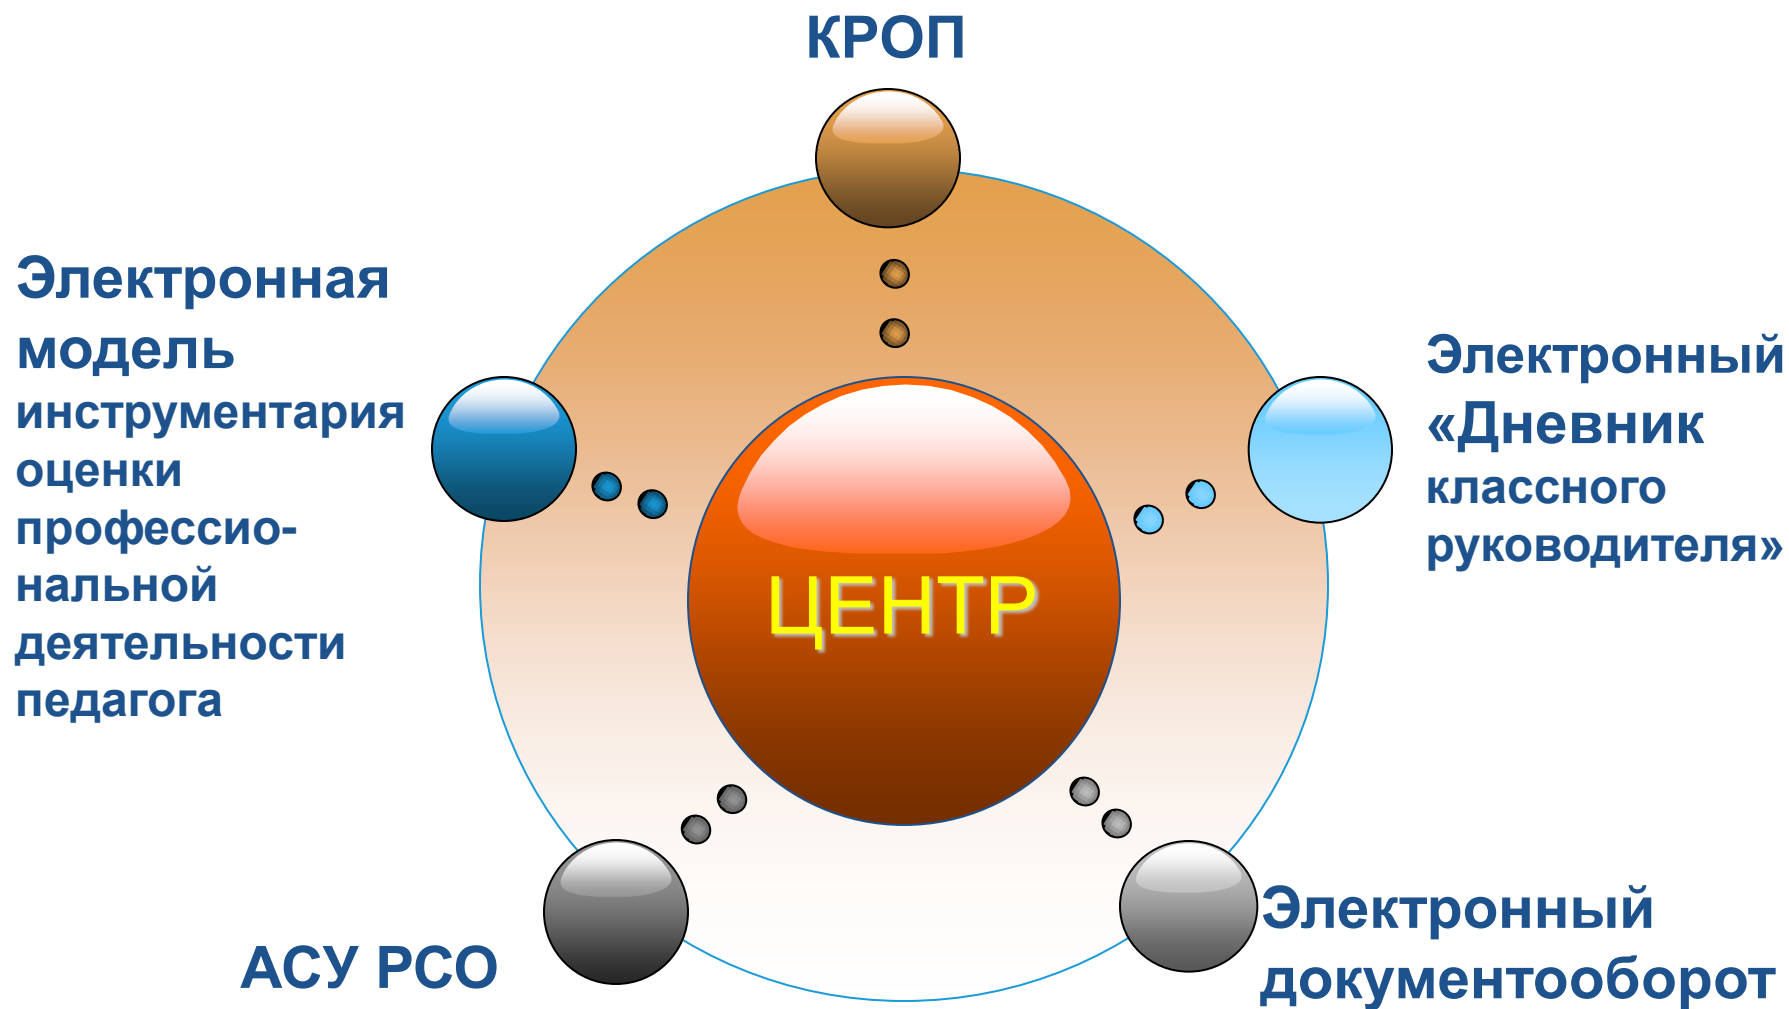 КРОП
Электронная
модель
инструментария
оценки
профессио-
нальной
деятельности
педагога
Электронный
«Дневник
классного
руководителя»
ЦЕНТР
АСУ РСО
Электронный
документооборот